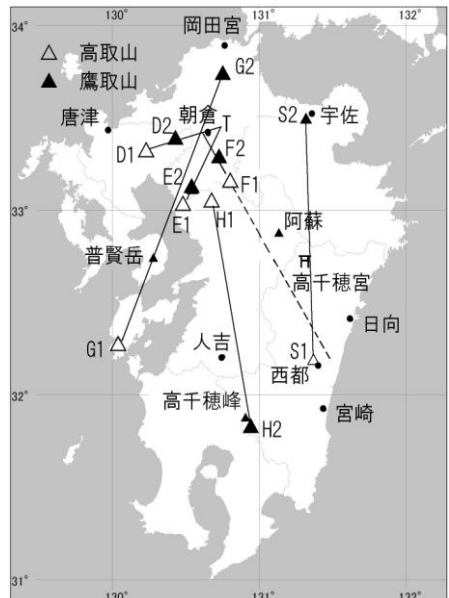 130° 131° 132°
34°
岡田宮
△ 高取山
▲ 鷹取山
G2
唐津
朝倉
T
S2
宇佐
D2
D1
F2
E2
F1
33°
E1
H1
阿蘇
普賢岳
高千穂宮
日向
G1
人吉
S1
西都
32°
高千穂峰
宮崎
H2
31°
130° 131° 132°